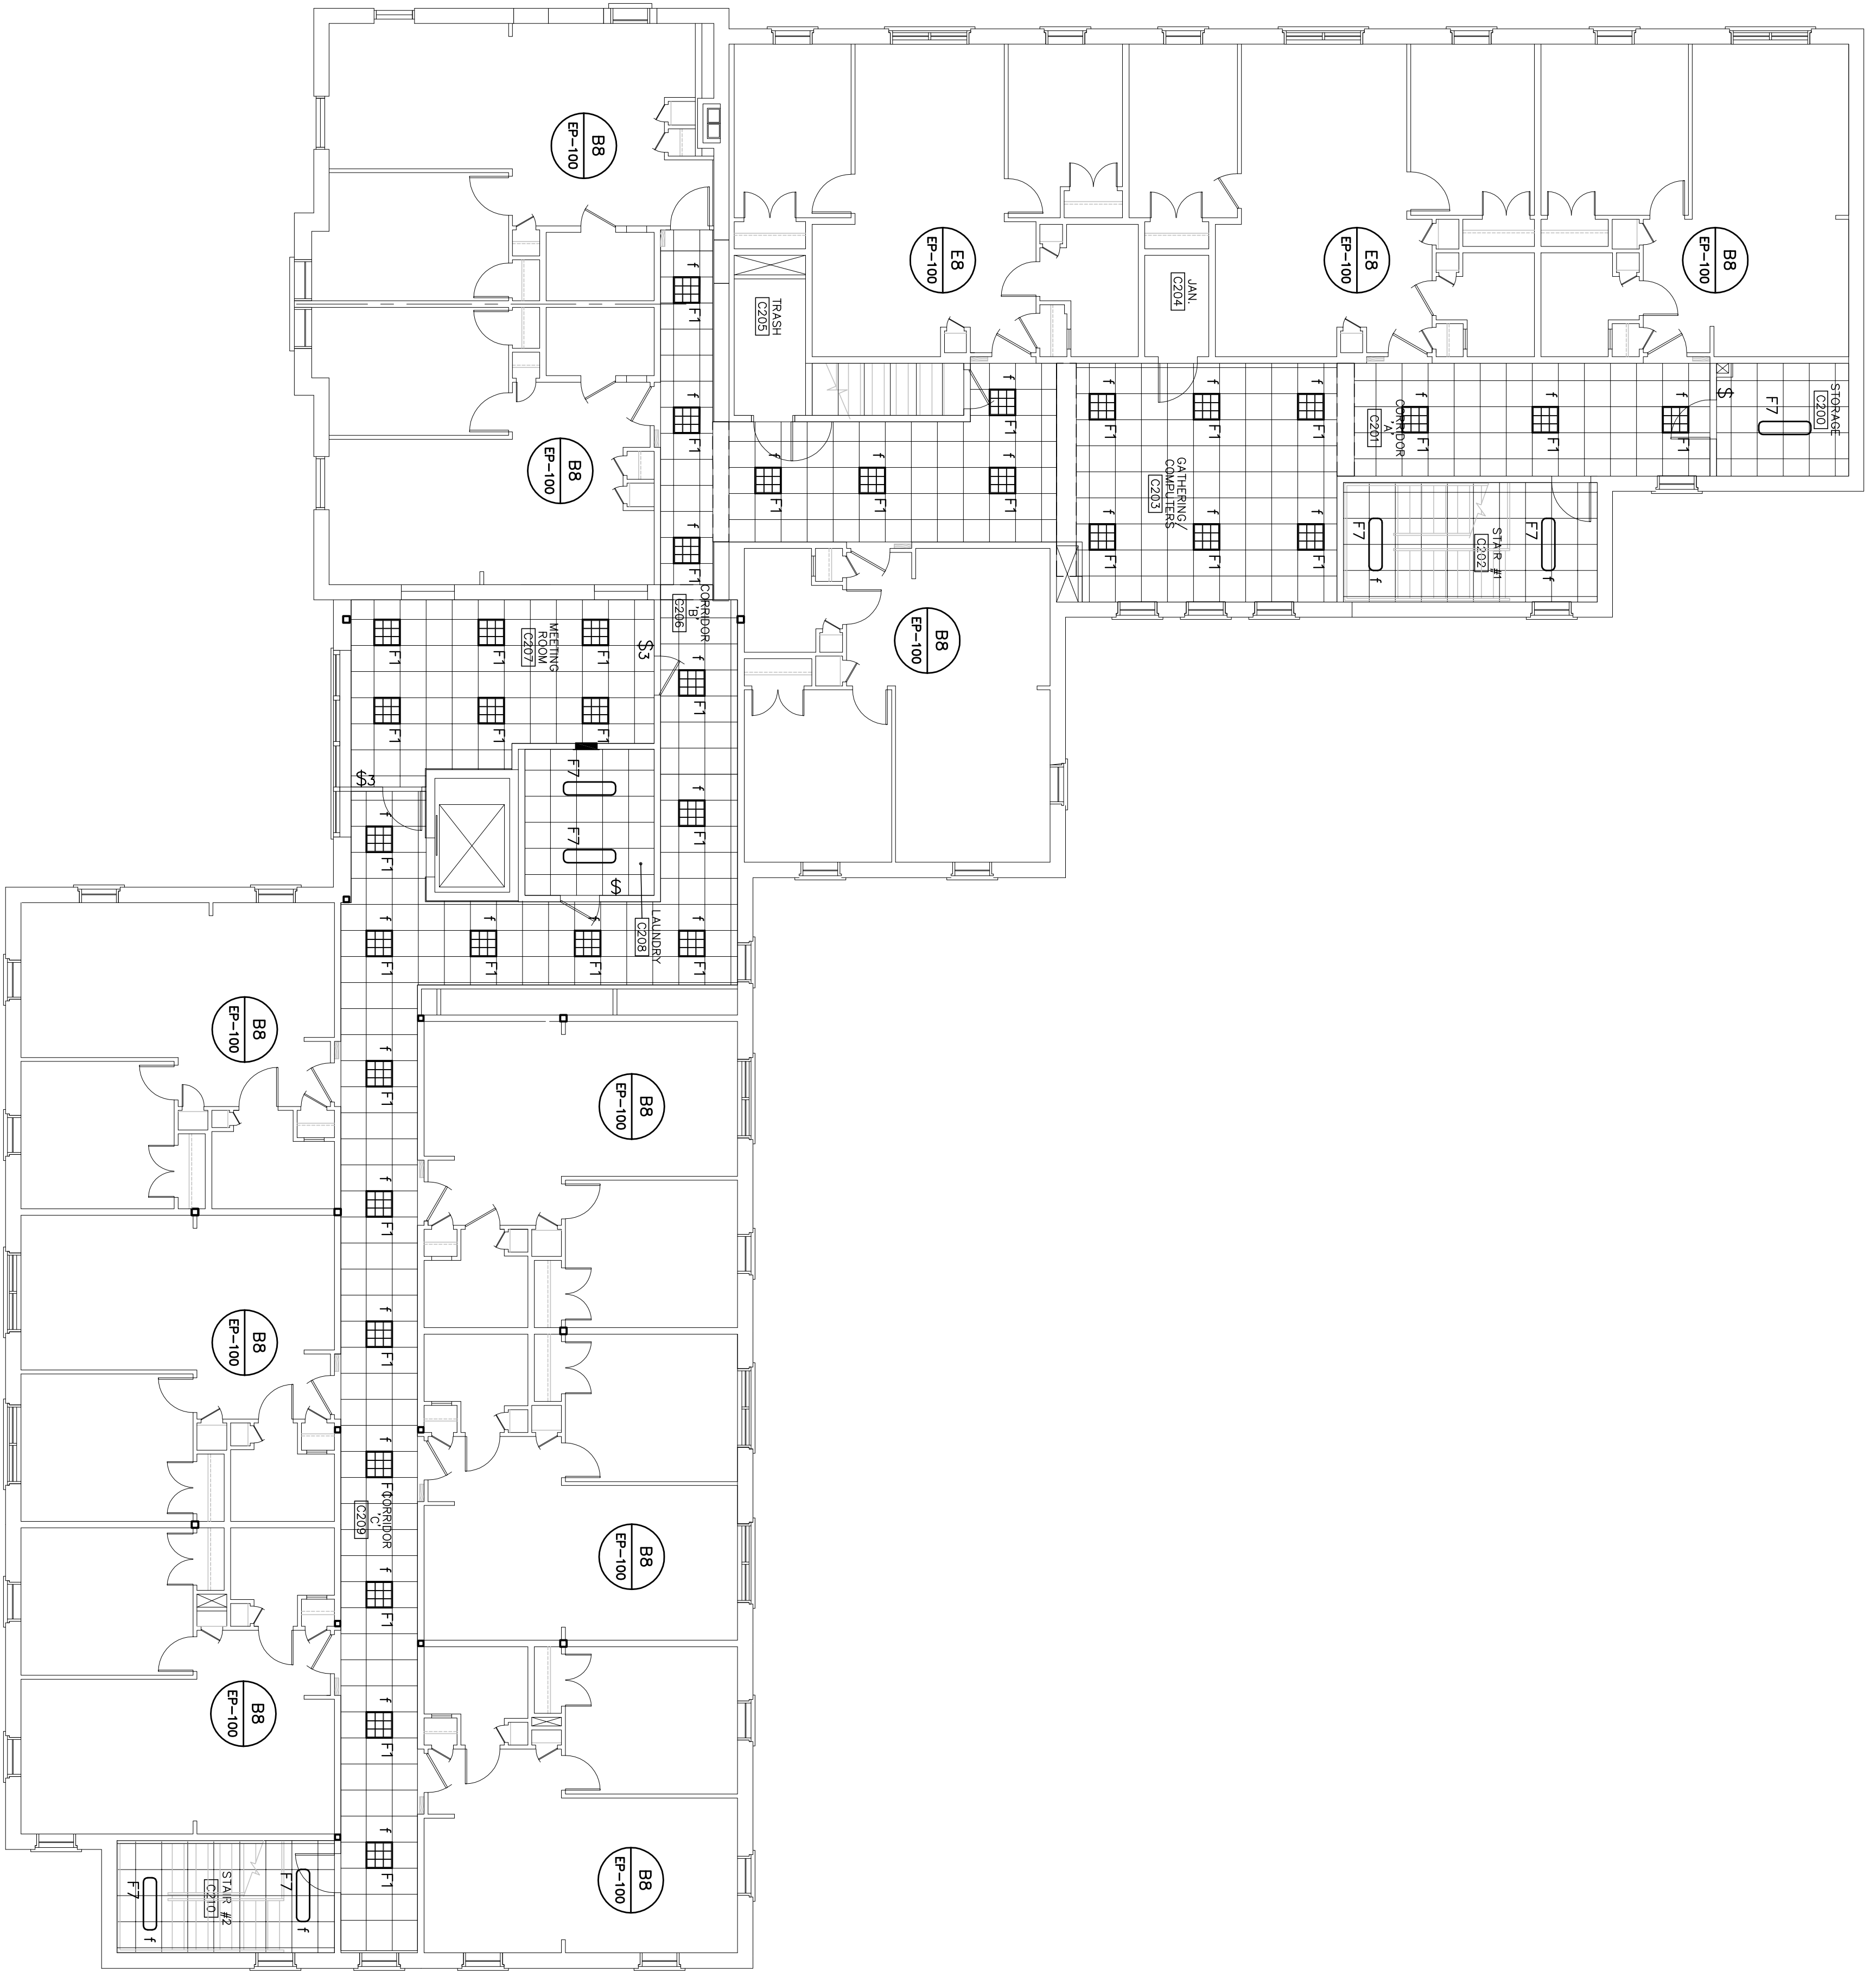 STORAGE
C200
F7
$
B8
EP-100
f F1
f F1
f F1
CORRIDOR
'A'
C201
F7 f
STAIR #1
C202
F7 f
E8
EP-100
f F1
f F1
f F1
f F1
f F1
f F1
GATHERING/
COMPUTERS
C203
JAN.
C204
E8
EP-100
f F1
f F1
f F1
f F1
TRASH
C205
B8
EP-100
B8
EP-100
B8
EP-100
f F1
f F1
f F1
CORRIDOR
'B'
C206
f F1
f F1
f F1
$3
F1
F1
F1
F1
F1
F1
MEETING
ROOM
C207
$3
F7
F7
$
LAUNDRY
C208
f F1
f F1
f F1
f F1
B8
EP-100
B8
EP-100
B8
EP-100
f F1
f F1
f F1
f F1
f F1
f F1
f F1
CORRIDOR
'C'
C209
B8
EP-100
B8
EP-100
B8
EP-100
F7 f
STAIR #2
C210
F7 f